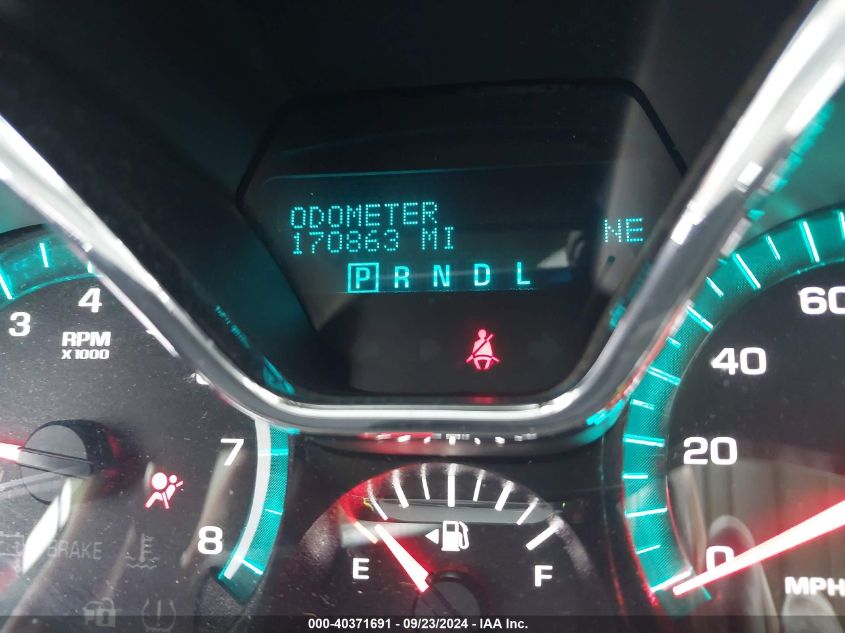 ODOMETER
170863 MI
NE
P R N D L
3
4
RPM
X1000
7
8
BRAKE
E
F
60
40
20
0
MPH
000-40371691 - 09/23/2024 - IAA Inc.